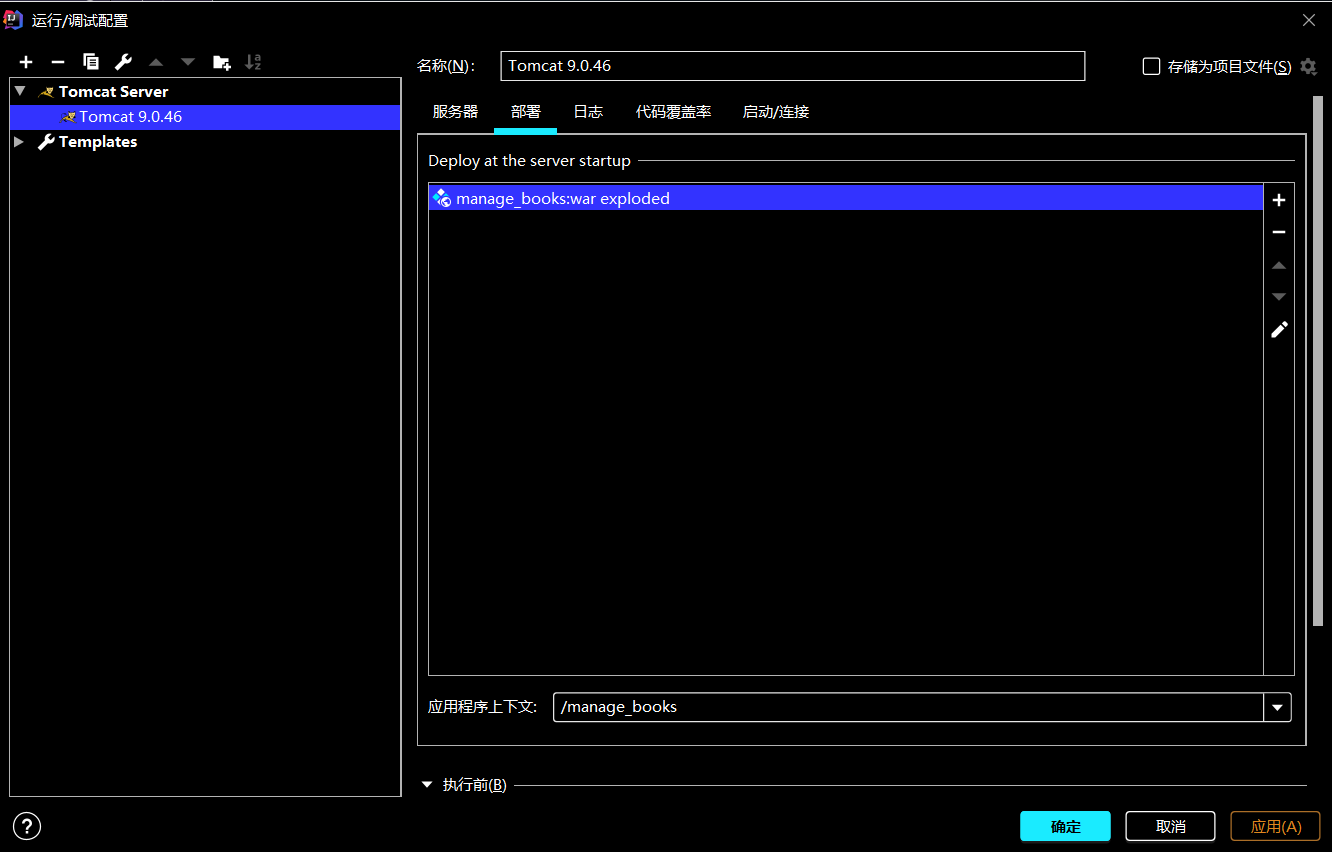 运行/调试配置
名称(N):
Tomcat 9.0.46
存储为项目文件(S)
Tomcat Server
Tomcat 9.0.46
Templates
服务器
部署
日志
代码覆盖率
启动/连接
Deploy at the server startup
manage_books:war exploded
应用程序上下文:
/manage_books
执行前(B)
?
确定
取消
应用(A)